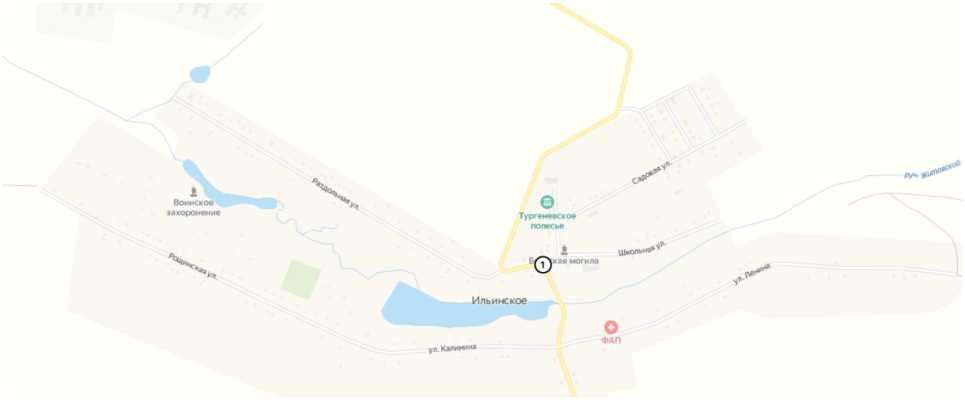 Руч. Житовский
Садовая ул.
Раздольная ул.
Воинское
захоронение
Тургеневское
полесье
Школьная ул.
Братская могила
1
Рощинская ул.
ул. Ленина
Ильинское
ФАП
ул. Калинина